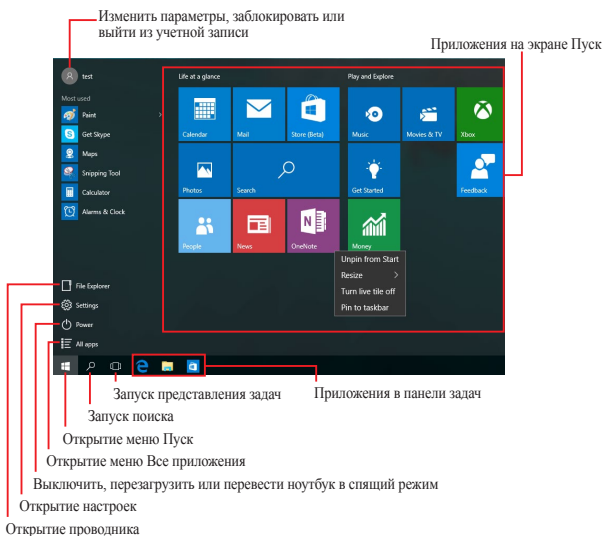 Изменить параметры, заблокировать или
выйти из учетной записи
Приложения на экране Пуск
test
Life at a glance
Play and Explore
Most used
Paint
Get Skype
Maps
Snipping Tool
Calculator
Alarms & Clock
Calendar
Mail
Store (Beta)
Music
Movies & TV
Xbox
Photos
Search
Get Started
Feedback
People
News
OneNote
Money
Unpin from Start
Resize
Turn live tile off
Pin to taskbar
File Explorer
Settings
Power
All apps
Запуск представления задач
Приложения в панели задач
Запуск поиска
Открытие меню Пуск
Открытие меню Все приложения
Выключить, перезагрузить или перевести ноутбук в спящий режим
Открытие настроек
Открытие проводника